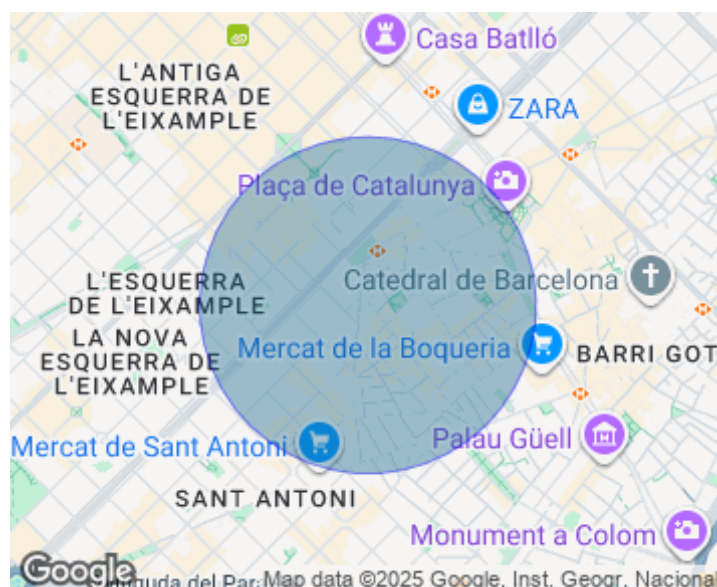 Casa Batlló
L'ANTIGA
ESQUERRA DE
L'EIXAMPLE
ZARA
Plaça de Catalunya
L'ESQUERRA
DE L'EIXAMPLE
Catedral de Barcelona
LA NOVA
ESQUERRA DE
L'EIXAMPLE
Mercat de la Boqueria
BARRI GOT
Mercat de Sant Antoni
Palau Güell
SANT ANTONI
Monument a Colom
Google
Map data ©2025 Google, Inst. Geogr. Naciona